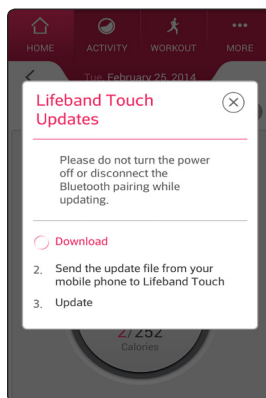 HOME ACTIVITY WORKOUT MORE
Tue, February 25, 2014
Lifeband Touch
Updates
Please do not turn the power
off or disconnect the
Bluetooth pairing while
updating.
Download
2. Send the update file from your
mobile phone to Lifeband Touch
3. Update
2/252
Calories